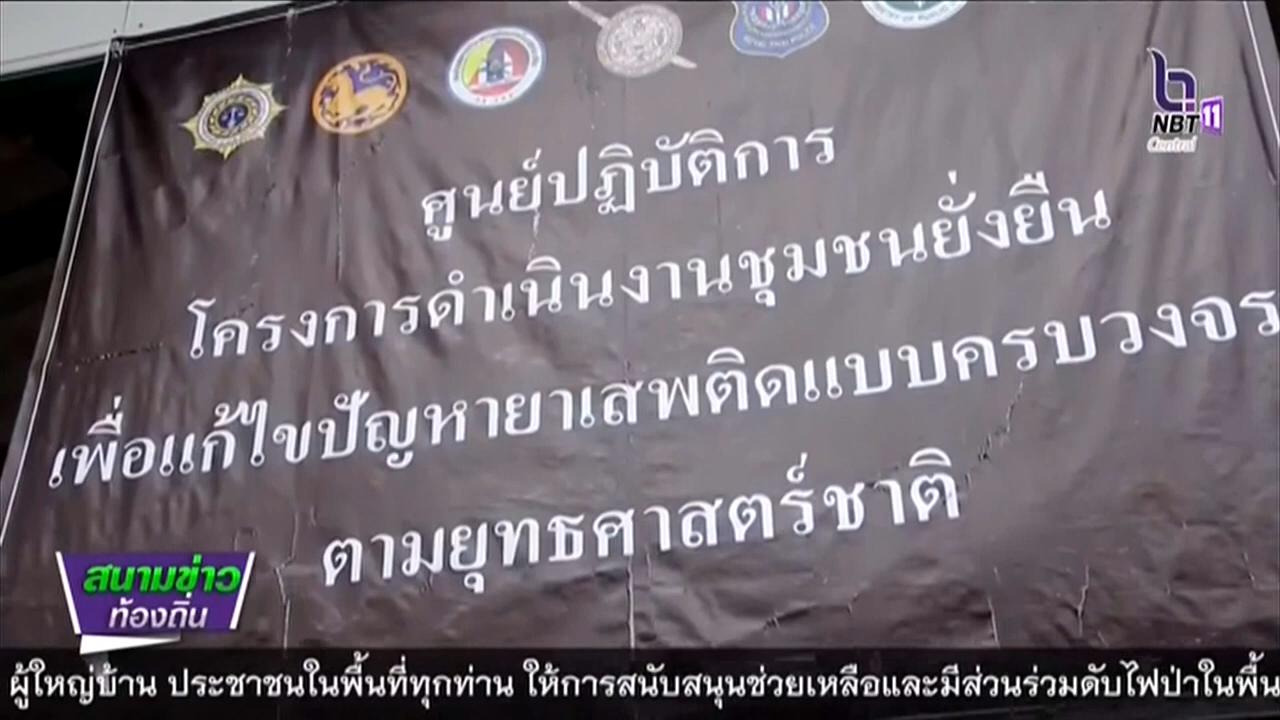 NBT 11
Central
ศูนย์ปฏิบัติการ
โครงการดำเนินงานชุมชนยั่งยืน
เพื่อแก้ไขปัญหายาเสพติดแบบครบวงจร
ตามยุทธศาสตร์ชาติ
สนามข่าว
ท้องถิ่น
ผู้ใหญ่บ้าน ประชาชนในพื้นที่ทุกท่าน ให้การสนับสนุนช่วยเหลือและมีส่วนร่วมดับไฟป่าในพื้น